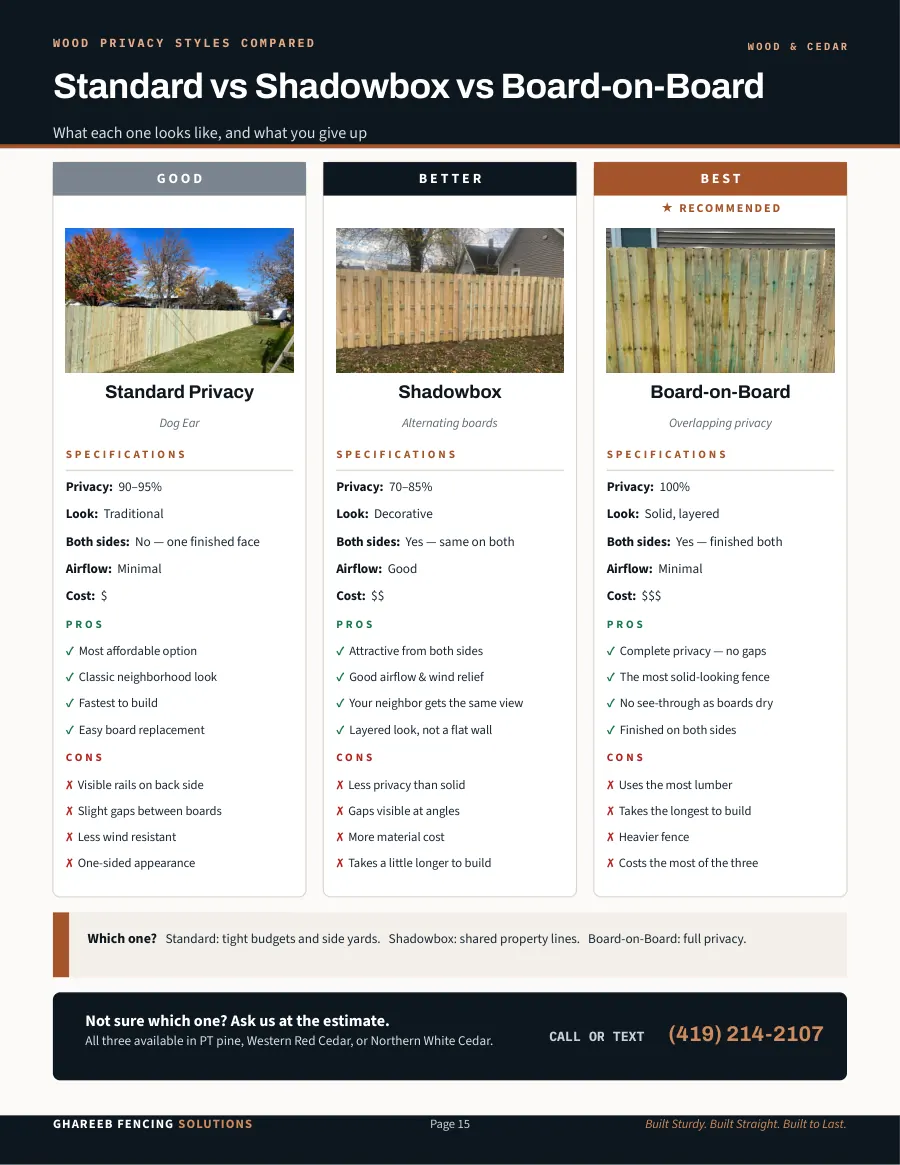 WOOD PRIVACY STYLES COMPARED
WOOD & CEDAR
Standard vs Shadowbox vs Board-on-Board
What each one looks like, and what you give up
GOOD
Standard Privacy
Dog Ear
SPECIFICATIONS
Privacy: 90–95%
Look: Traditional
Both sides: No — one finished face
Airflow: Minimal
Cost: $
PROS
✓ Most affordable option
✓ Classic neighborhood look
✓ Fastest to build
✓ Easy board replacement
CONS
✗ Visible rails on back side
✗ Slight gaps between boards
✗ Less wind resistant
✗ One-sided appearance
BETTER
Shadowbox
Alternating boards
SPECIFICATIONS
Privacy: 70–85%
Look: Decorative
Both sides: Yes — same on both
Airflow: Good
Cost: $$
PROS
✓ Attractive from both sides
✓ Good airflow & wind relief
✓ Your neighbor gets the same view
✓ Layered look, not a flat wall
CONS
✗ Less privacy than solid
✗ Gaps visible at angles
✗ More material cost
✗ Takes a little longer to build
BEST
★ RECOMMENDED
Board-on-Board
Overlapping privacy
SPECIFICATIONS
Privacy: 100%
Look: Solid, layered
Both sides: Yes — finished both
Airflow: Minimal
Cost: $$$
PROS
✓ Complete privacy — no gaps
✓ The most solid-looking fence
✓ No see-through as boards dry
✓ Finished on both sides
CONS
✗ Uses the most lumber
✗ Takes the longest to build
✗ Heavier fence
✗ Costs the most of the three
Which one? Standard: tight budgets and side yards. Shadowbox: shared property lines. Board-on-Board: full privacy.
Not sure which one? Ask us at the estimate.
All three available in PT pine, Western Red Cedar, or Northern White Cedar.
CALL OR TEXT (419) 214-2107
GHAREEB FENCING SOLUTIONS
Page 15
Built Sturdy. Built Straight. Built to Last.